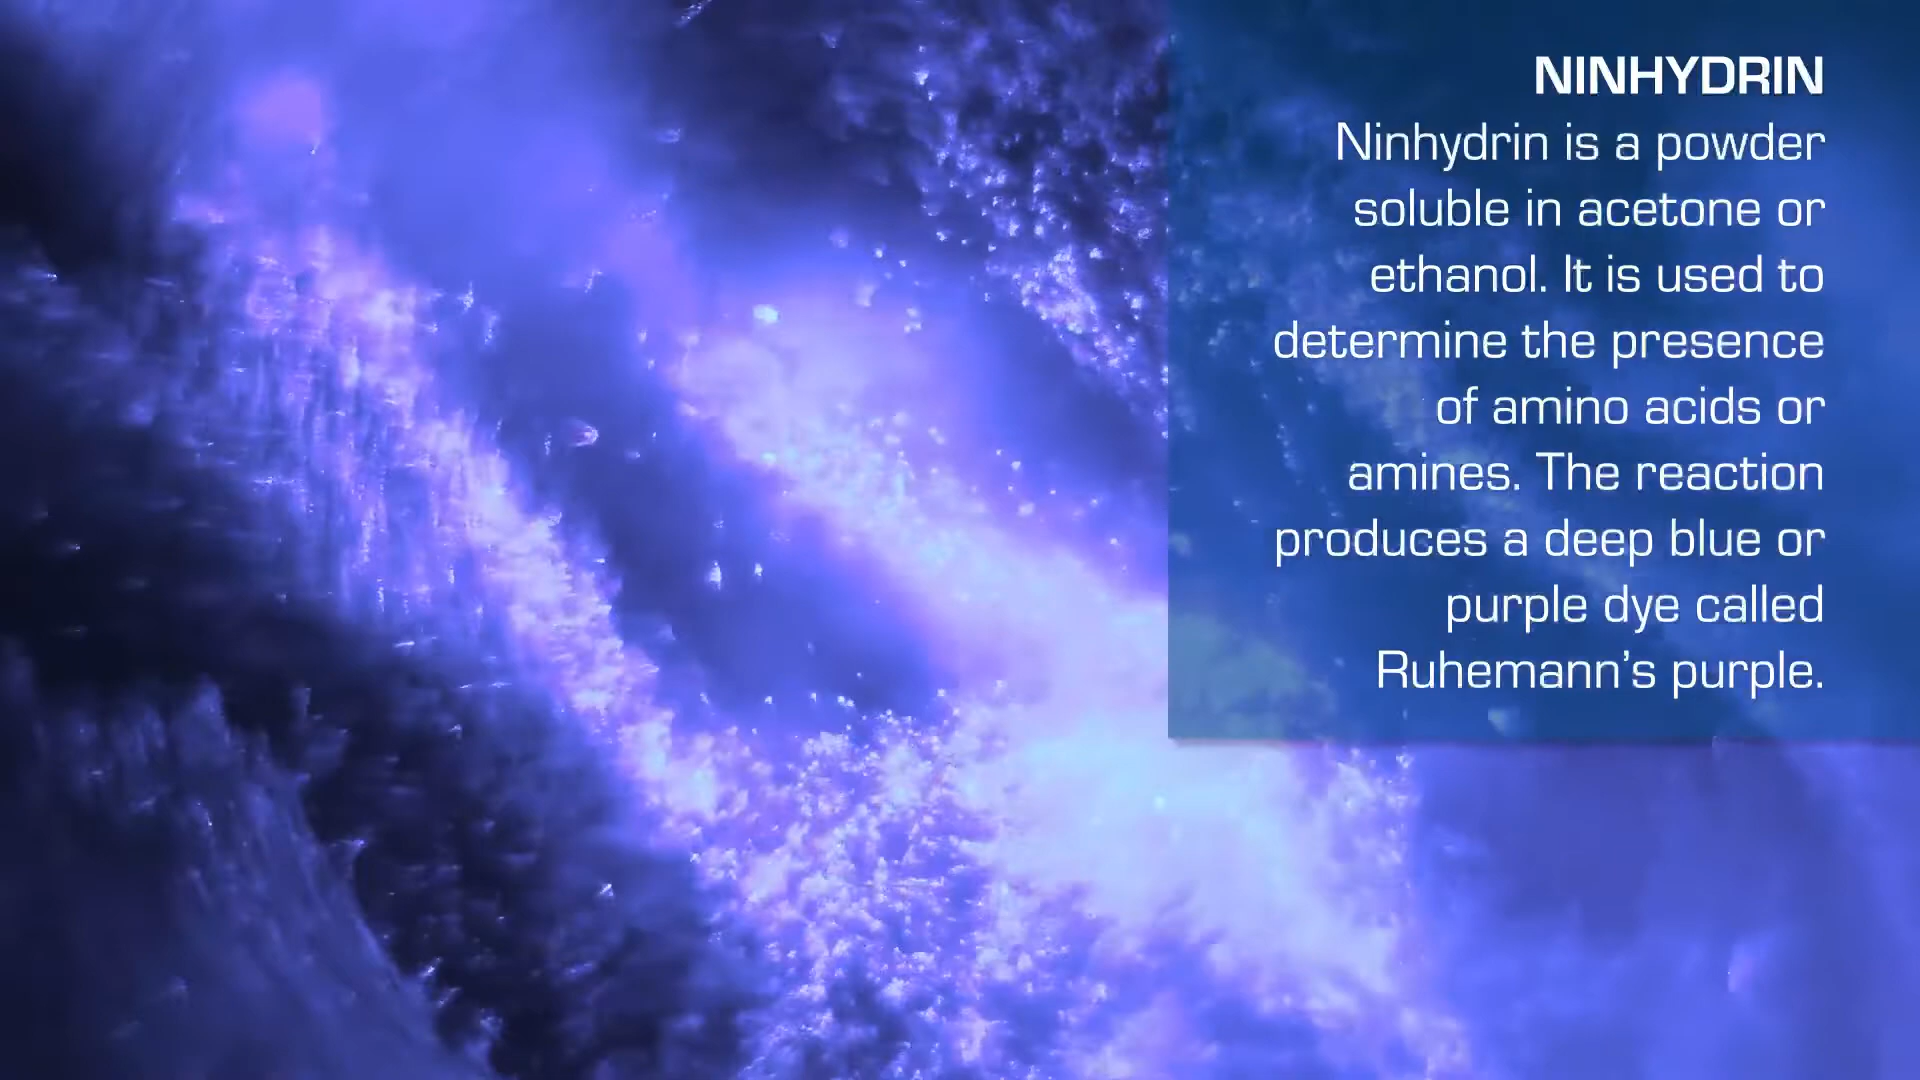 NINHYDRIN
Ninhydrin is a powder
soluble in acetone or
ethanol. It is used to
determine the presence
of amino acids or
amines. The reaction
produces a deep blue or
purple dye called
Ruhemann’s purple.